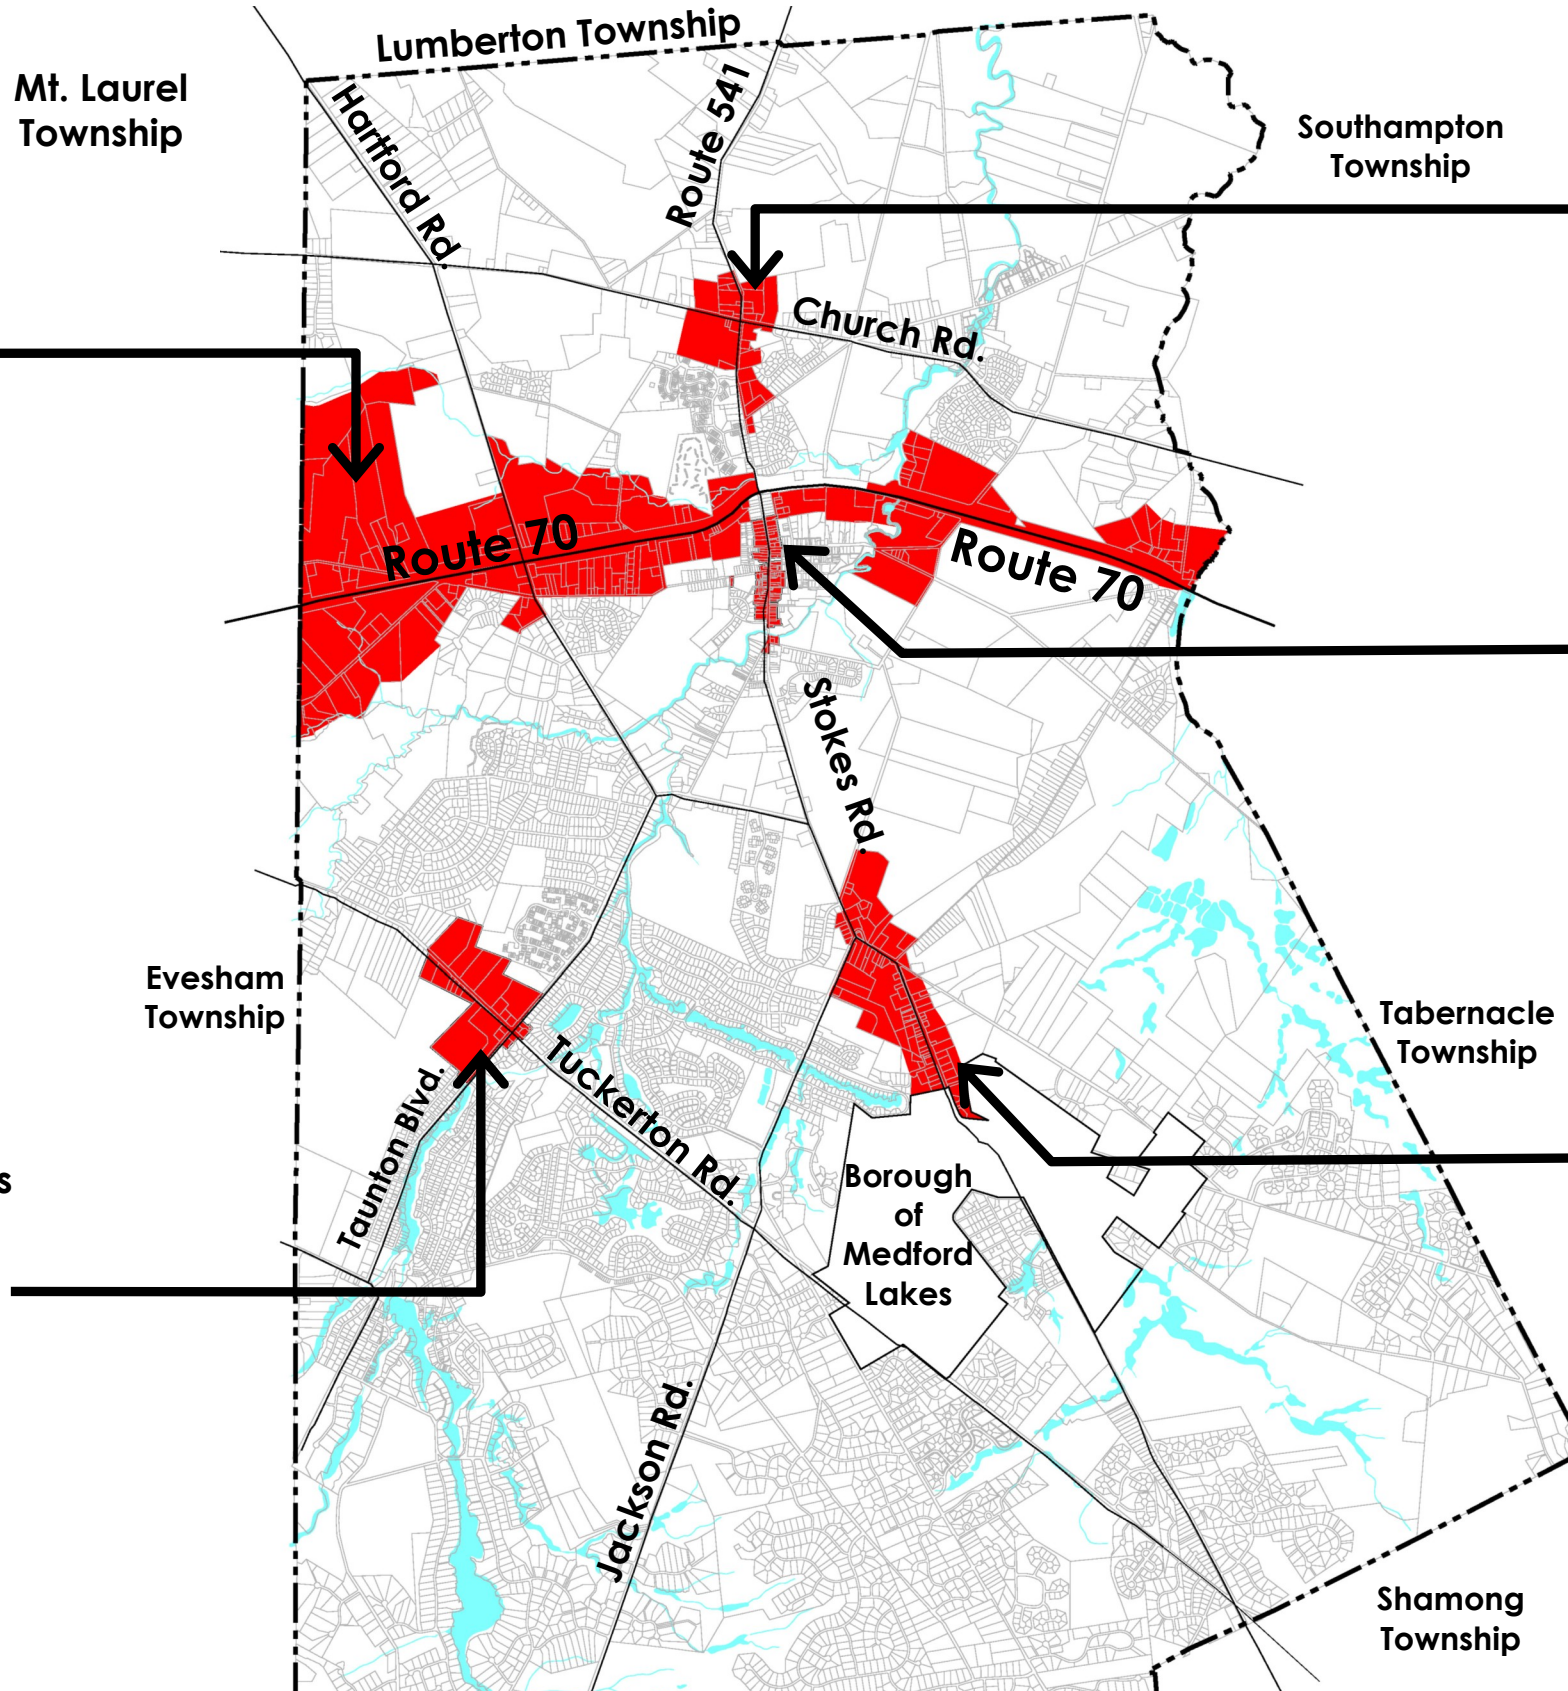 Lumberton Township
Mt. Laurel
Township
Hartford Rd.
Route 541
Southampton
Township
Church Rd.
Route 70
Route 70
Stokes Rd.
Evesham
Township
Tabernacle
Township
Tuckerton Rd.
Taunton Blvd.
s
Borough
of
Medford
Lakes
Jackson Rd.
Shamong
Township